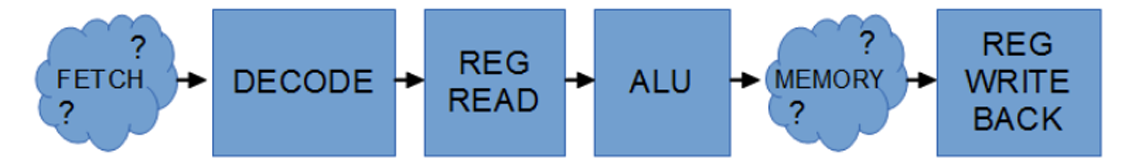 ?
FETCH
?
DECODE
REG
READ
ALU
?
MEMORY
?
REG
WRITE
BACK